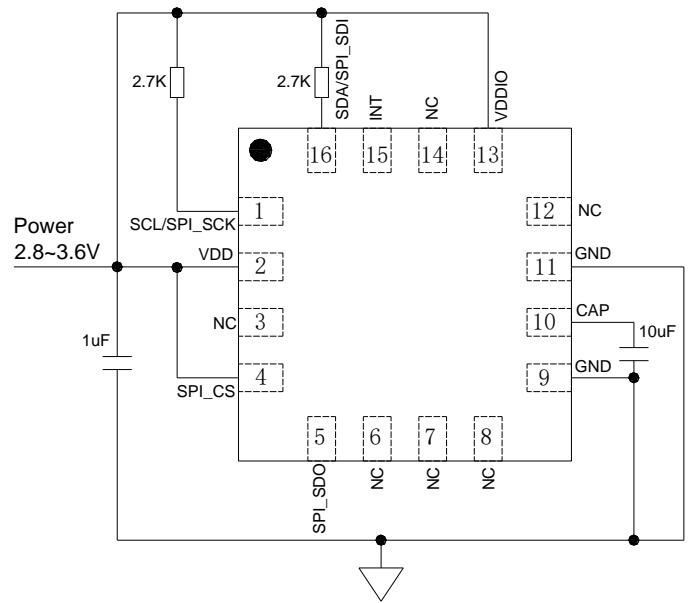 2.7K
2.7K
SDA/SPI_SDI
INT
NC
VDDIO
16
15
14
13
1
SCL/SPI_SCK
12
NC
Power
2.8~3.6V
VDD
2
11
GND
NC
3
10
CAP
1uF
10uF
4
SPI_CS
9
GND
5
6
7
8
SPI_SDO
NC
NC
NC